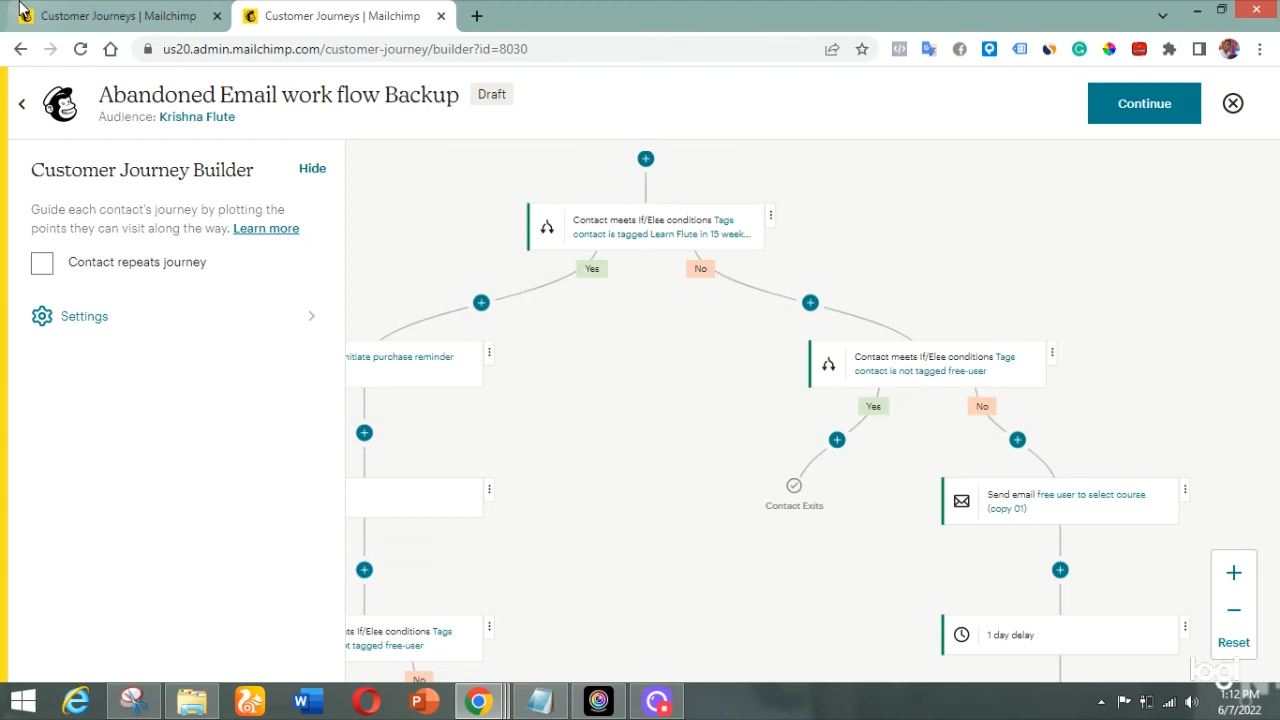 Customer Journeys | Mailchimp
Customer Journeys | Mailchimp
us20.admin.mailchimp.com/customer-journey/builder?id=8030
Abandoned Email work flow Backup
Draft
Audience: Krishna Flute
Continue
Customer Journey Builder
Hide
Guide each contact's journey by plotting the
points they can visit along the way. Learn more
Contact repeats journey
Settings
Contact meets If/Else conditions Tags
contact is tagged Learn Flute in 15 week...
Yes
No
nitiate purchase reminder
Contact meets If/Else conditions Tags
contact is not tagged free-user
Yes
No
Contact Exits
Send email free user to select course
(copy 01)
ts If/Else conditions Tags
t tagged free-user
No
1 day delay
Reset
1:12 PM
6/7/2022